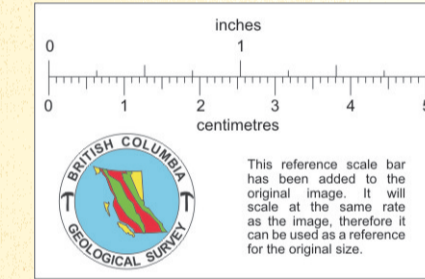 inches
0 1
0 1 2 3 4 5
centimetres
BRITISH COLUMBIA
GEOLOGICAL SURVEY
This reference scale bar
has been added to the
original image. It will
scale at the same rate
as the image, therefore it
can be used as a reference
for the original size.